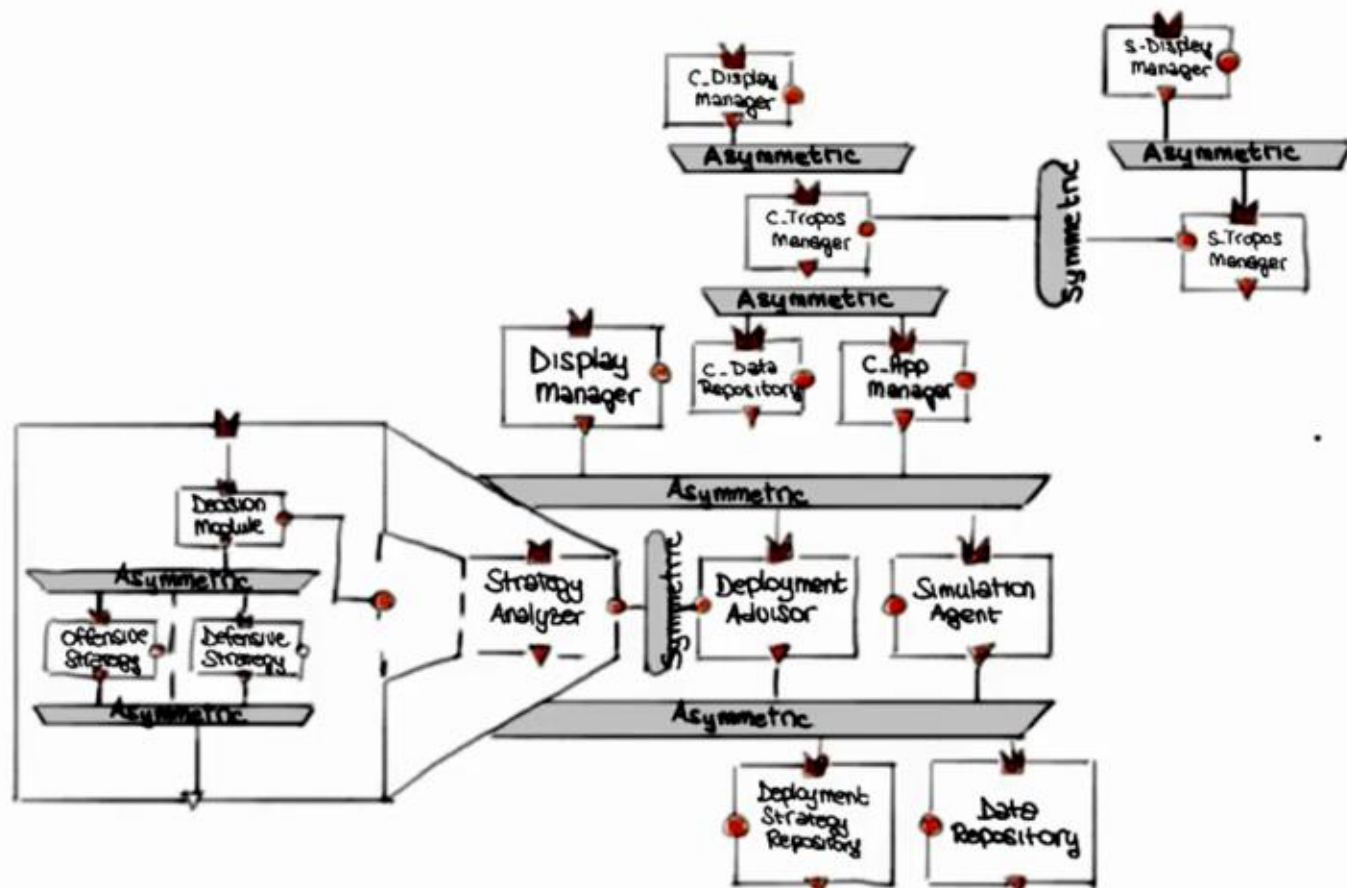 S-Display
Manager
C_Display
Manager
Asymmetric
Asymmetric
Symmetric
C_Tropos
Manager
S_Tropos
Manager
Asymmetric
Display
Manager
C_Data
Repository
C_App
Manager
Asymmetric
Decision
Module
Asymmetric
Offensive
Strategy
Defensive
Strategy
Asymmetric
Strategy
Analyzer
Symmetric
Deployment
Advisor
Simulation
Agent
Asymmetric
Deployment
Strategy
Repository
Data
Repository